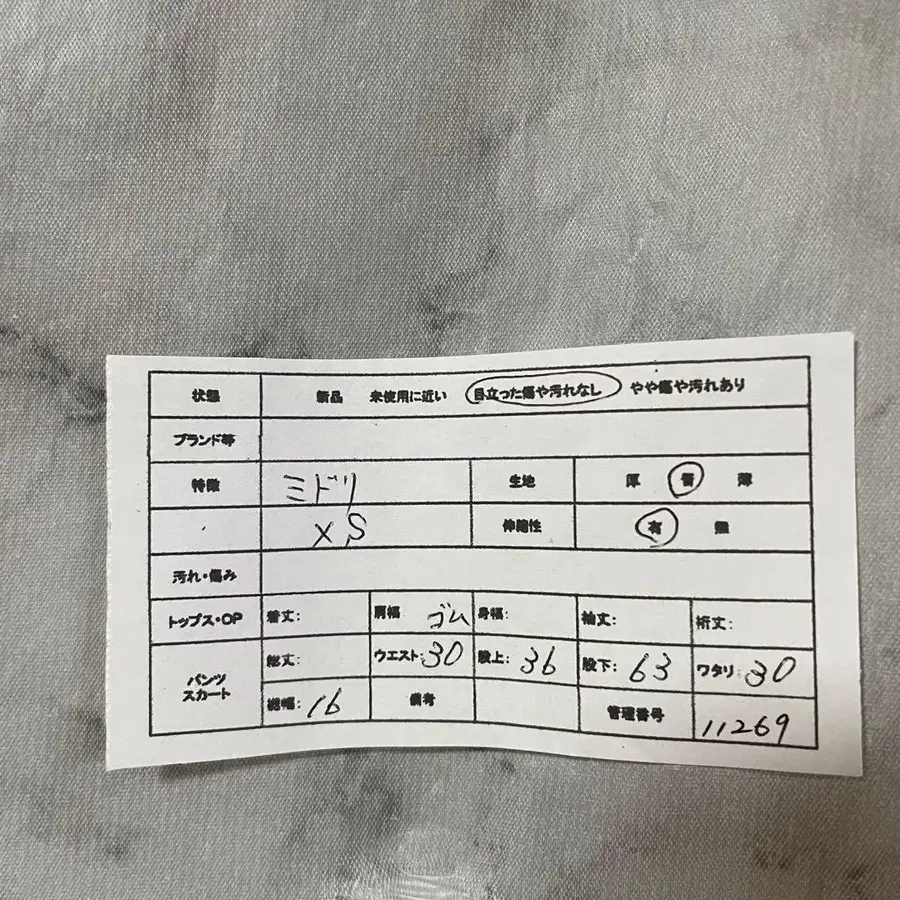 状態 新品 未使用に近い 目立った傷や汚れなし やや傷や汚れあり
ブランド等
特徴 ミドリ 生地 厚 普 薄
XS 伸縮性 有 無
汚れ・傷み
トップス・OP 着丈: 肩幅: 身幅: 袖丈: 裄丈:
パンツ スカート 総丈: ウエスト:30 ゴム 股上:36 股下:63 ワタリ:30
裾幅:16 備考 管理番号 11269